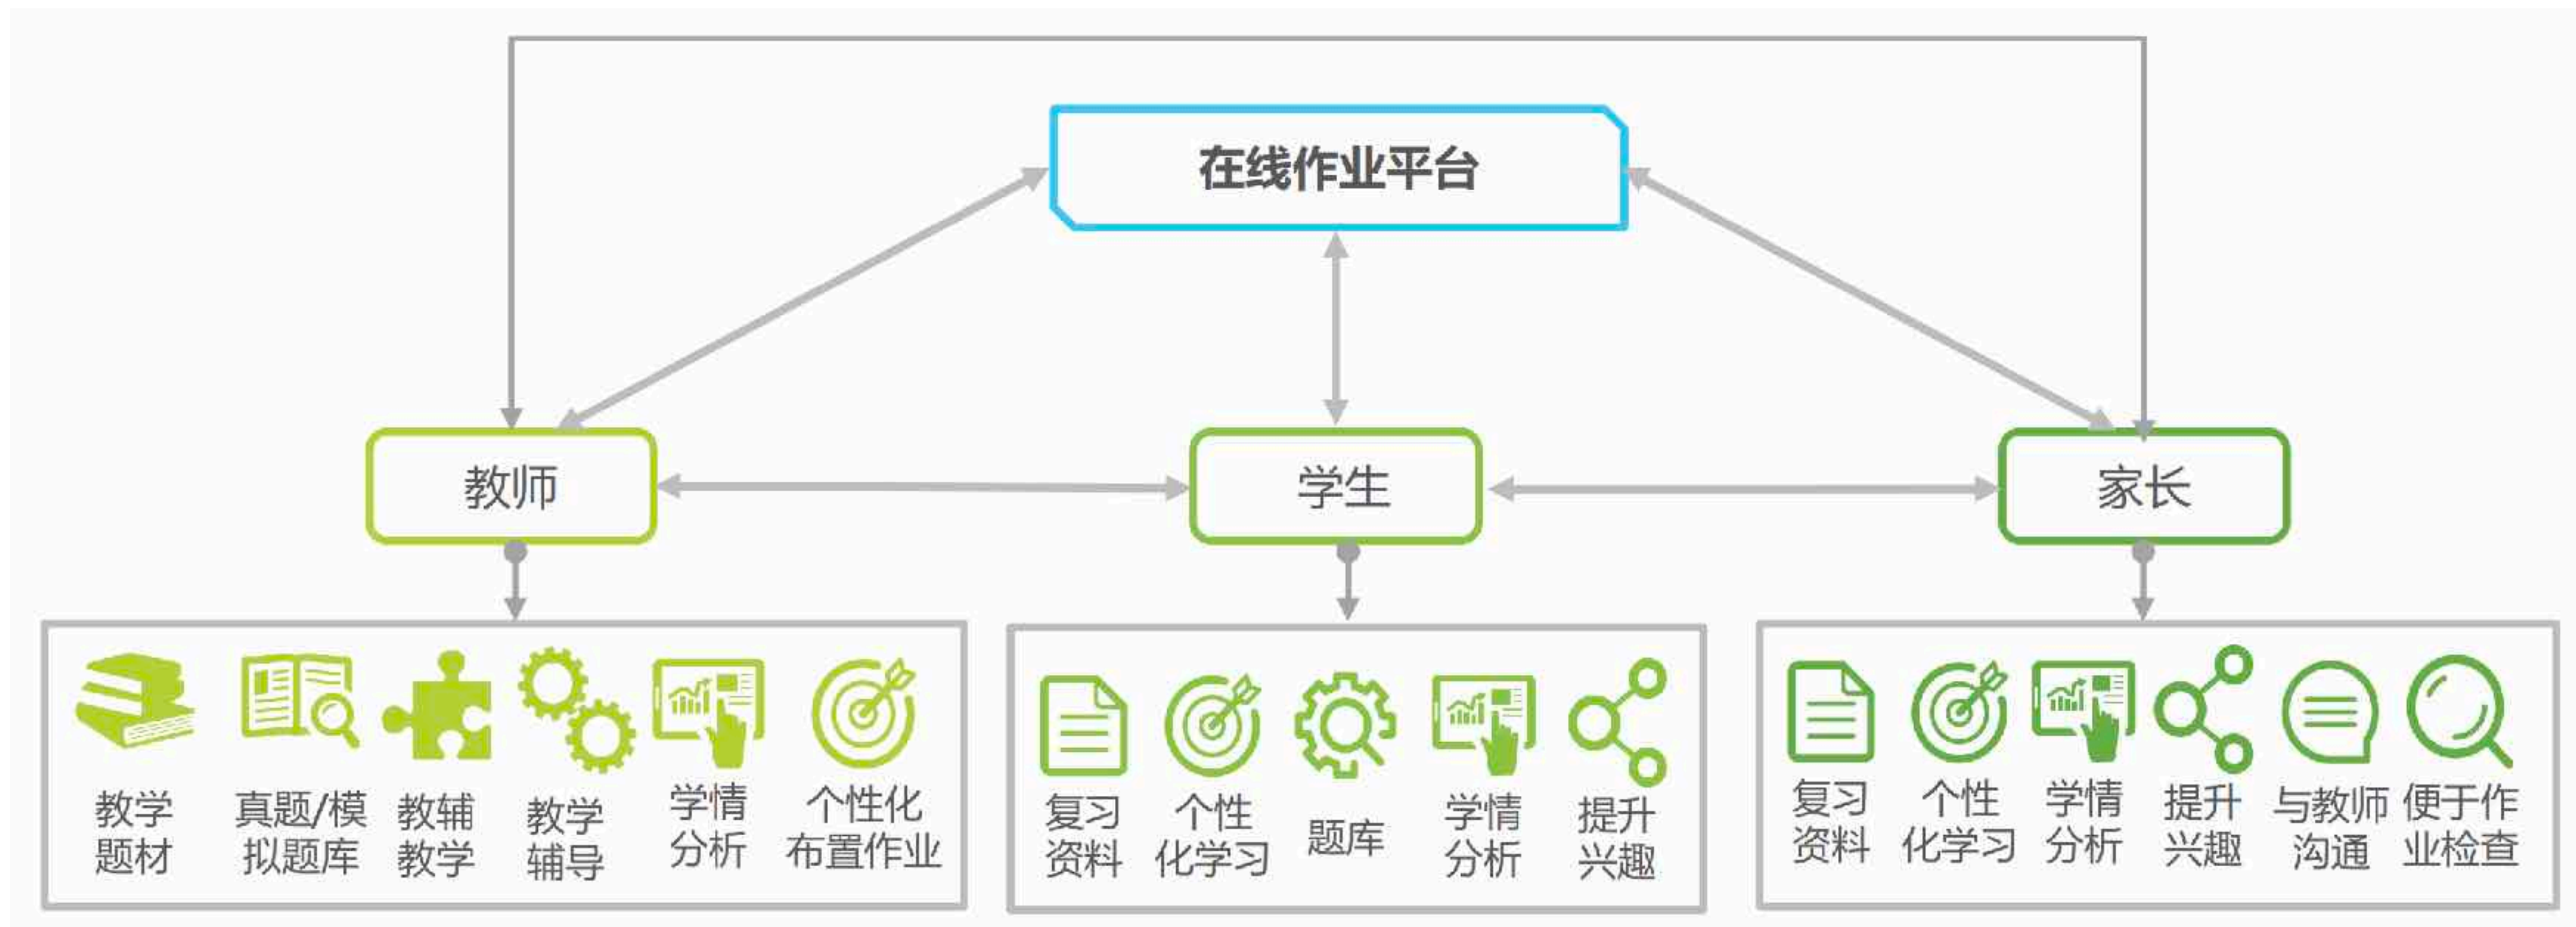 在线作业平台
教师
学生
家长
教学
题材
真题/模
拟题库
教辅
教学
教学
辅导
学情
分析
个性化
布置作业
复习
资料
个性
化学习
题库
学情
分析
提升
兴趣
复习
资料
个性
化学习
学情
分析
提升
兴趣
与教师
沟通
便于作
业检查